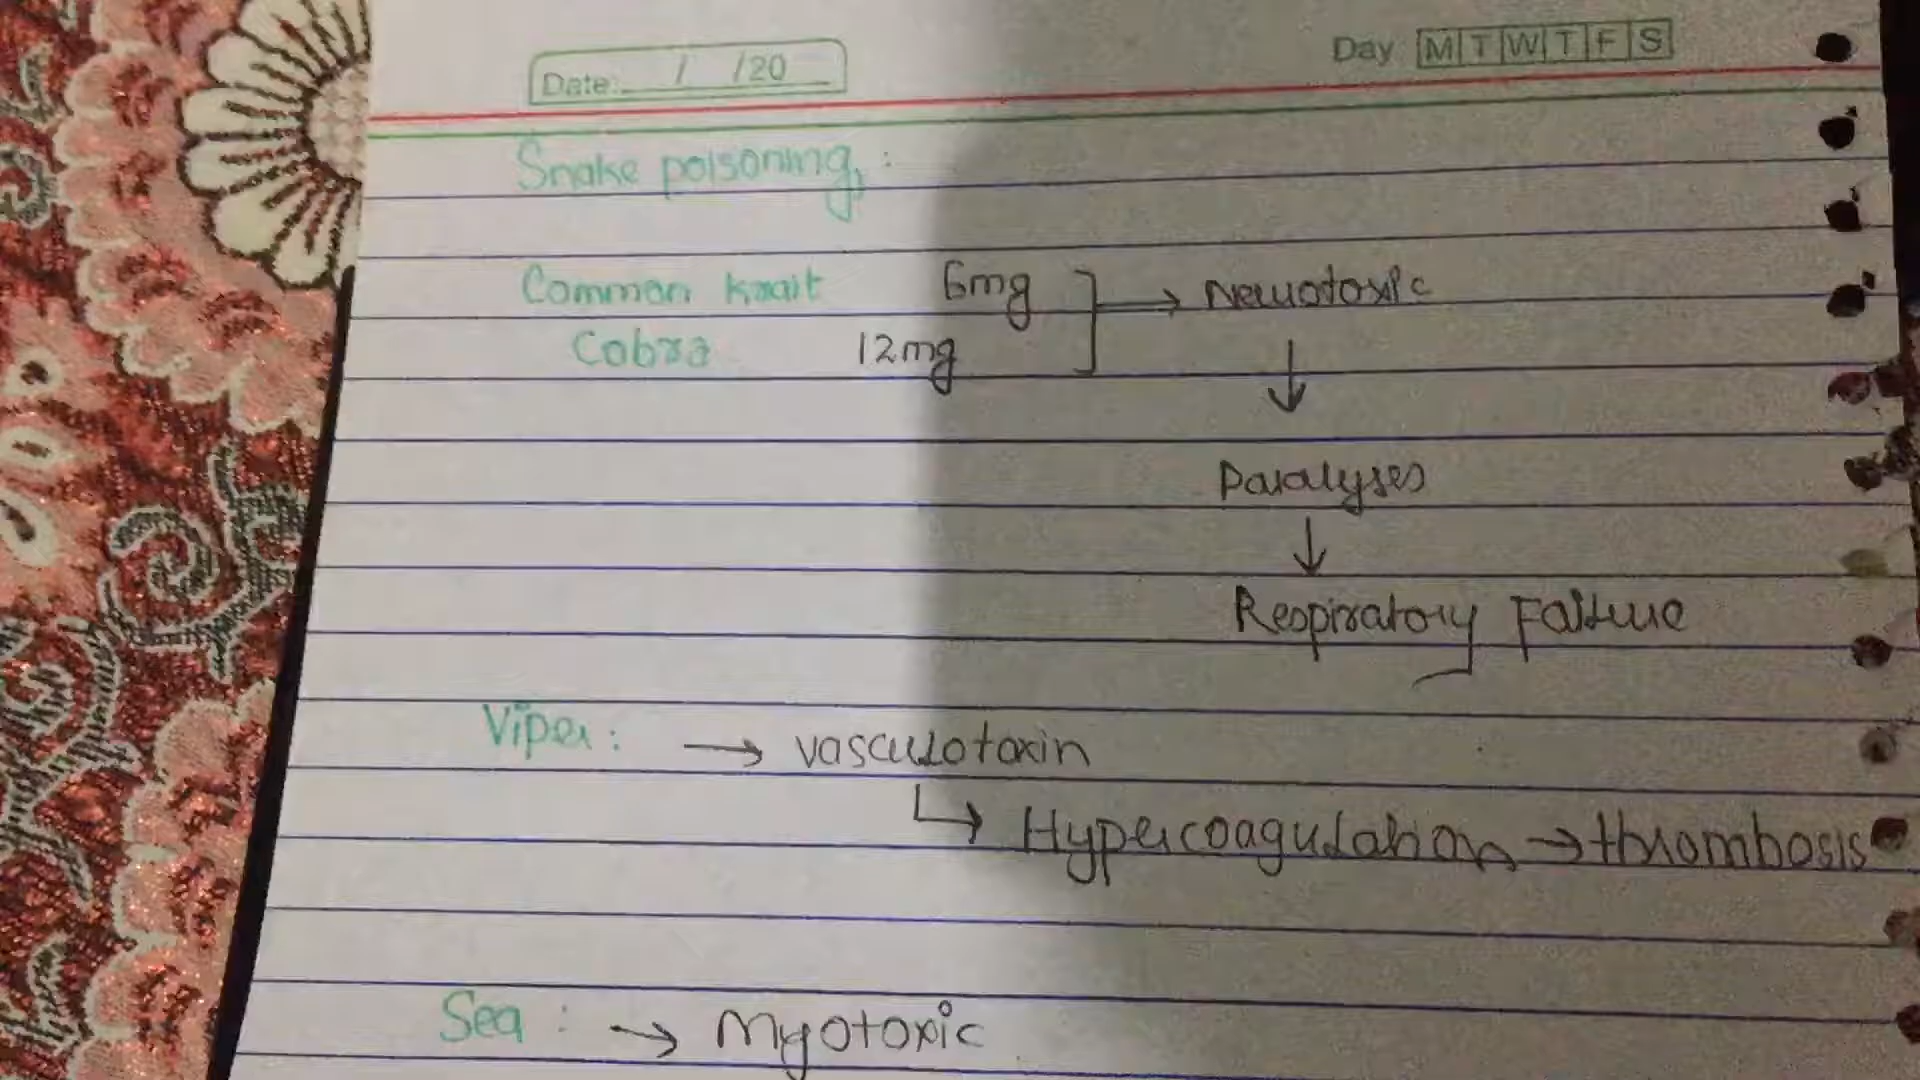 Date: / /20
Day M T W T F S
Snake poisoning :
Common krait 6mg → Neurotoxic
Cobra 12mg
↓
Paralyses
↓
Respiratory Failure
Viper : → vasculotoxin
↳ Hypercoagulation → thrombosis
Sea : → Myotoxic